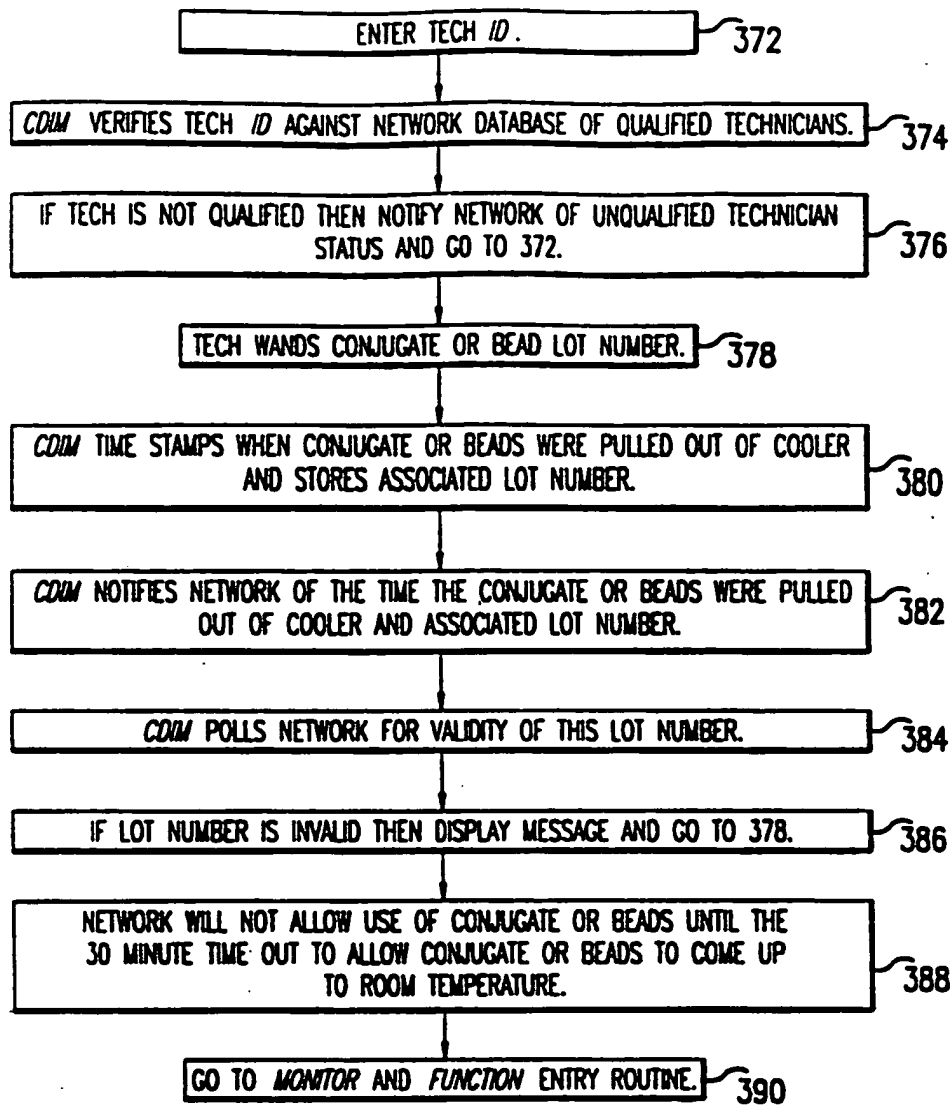 ENTER TECH ID.
372
CDIM VERIFIES TECH ID AGAINST NETWORK DATABASE OF QUALIFIED TECHNICIANS.
374
IF TECH IS NOT QUALIFIED THEN NOTIFY NETWORK OF UNQUALIFIED TECHNICIAN
STATUS AND GO TO 372.
376
TECH WANDS CONJUGATE OR BEAD LOT NUMBER.
378
CDIM TIME STAMPS WHEN CONJUGATE OR BEADS WERE PULLED OUT OF COOLER
AND STORES ASSOCIATED LOT NUMBER.
380
CDIM NOTIFIES NETWORK OF THE TIME THE CONJUGATE OR BEADS WERE PULLED
OUT OF COOLER AND ASSOCIATED LOT NUMBER.
382
CDIM POLLS NETWORK FOR VALIDITY OF THIS LOT NUMBER.
384
IF LOT NUMBER IS INVALID THEN DISPLAY MESSAGE AND GO TO 378.
386
NETWORK WILL NOT ALLOW USE OF CONJUGATE OR BEADS UNTIL THE
30 MINUTE TIME OUT TO ALLOW CONJUGATE OR BEADS TO COME UP
TO ROOM TEMPERATURE.
388
GO TO MONITOR AND FUNCTION ENTRY ROUTINE.
390